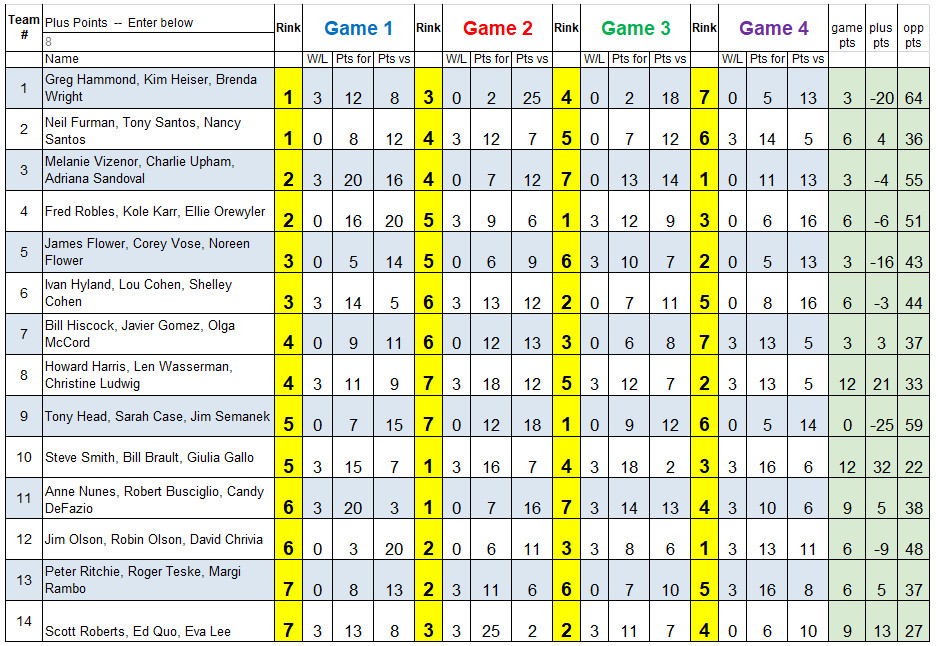 Team # Plus Points -- Enter below Rink Game 1 Rink Game 2 Rink Game 3 Rink Game 4 game pts plus pts opp pts
8
Name W/L Pts for Pts vs W/L Pts for Pts vs W/L Pts for Pts vs W/L Pts for Pts vs
1 Greg Hammond, Kim Heiser, Brenda Wright 1 3 12 8 3 0 2 25 4 0 2 18 7 0 5 13 3 -20 64
2 Neil Furman, Tony Santos, Nancy Santos 1 0 8 12 4 3 12 7 5 0 7 12 6 3 14 5 6 4 36
3 Melanie Vizenor, Charlie Upham, Adriana Sandoval 2 3 20 16 4 0 7 12 7 0 13 14 1 0 11 13 3 -4 55
4 Fred Robles, Kole Karr, Ellie Orewyler 2 0 16 20 5 3 9 6 1 3 12 9 3 0 6 16 6 -6 51
5 James Flower, Corey Vose, Noreen Flower 3 0 5 14 5 0 6 9 6 3 10 7 2 0 5 13 3 -16 43
6 Ivan Hyland, Lou Cohen, Shelley Cohen 3 3 14 5 6 3 13 12 2 0 7 11 5 0 8 16 6 -3 44
7 Bill Hiscock, Javier Gomez, Olga McCord 4 0 9 11 6 0 12 13 3 0 6 8 7 3 13 5 3 3 37
8 Howard Harris, Len Wasserman, Christine Ludwig 4 3 11 9 7 3 18 12 5 3 12 7 2 3 13 5 12 21 33
9 Tony Head, Sarah Case, Jim Semanek 5 0 7 15 7 0 12 18 1 0 9 12 6 0 5 14 0 -25 59
10 Steve Smith, Bill Brault, Giulia Gallo 5 3 15 7 1 3 16 7 4 3 18 2 3 3 16 6 12 32 22
11 Anne Nunes, Robert Busciglio, Candy DeFazio 6 3 20 3 1 0 7 16 7 3 14 13 4 3 10 6 9 5 38
12 Jim Olson, Robin Olson, David Chrivia 6 0 3 20 2 0 6 11 3 3 8 6 1 3 13 11 6 -9 48
13 Peter Ritchie, Roger Teske, Margi Rambo 7 0 8 13 2 3 11 6 6 0 7 10 5 3 16 8 6 5 37
14 Scott Roberts, Ed Quo, Eva Lee 7 3 13 8 3 3 25 2 2 3 11 7 4 0 6 10 9 13 27